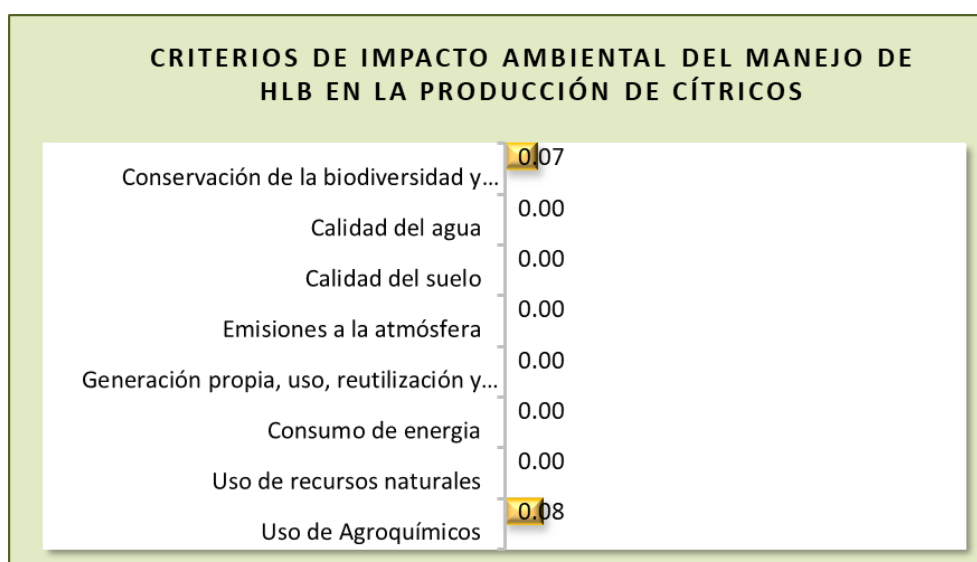 CRITERIOS DE IMPACTO AMBIENTAL DEL MANEJO DE
HLB EN LA PRODUCCIÓN DE CÍTRICOS
Conservación de la biodiversidad y... 0.07
Calidad del agua 0.00
Calidad del suelo 0.00
Emisiones a la atmósfera 0.00
Generación propia, uso, reutilización y... 0.00
Consumo de energia 0.00
Uso de recursos naturales 0.00
Uso de Agroquímicos 0.08